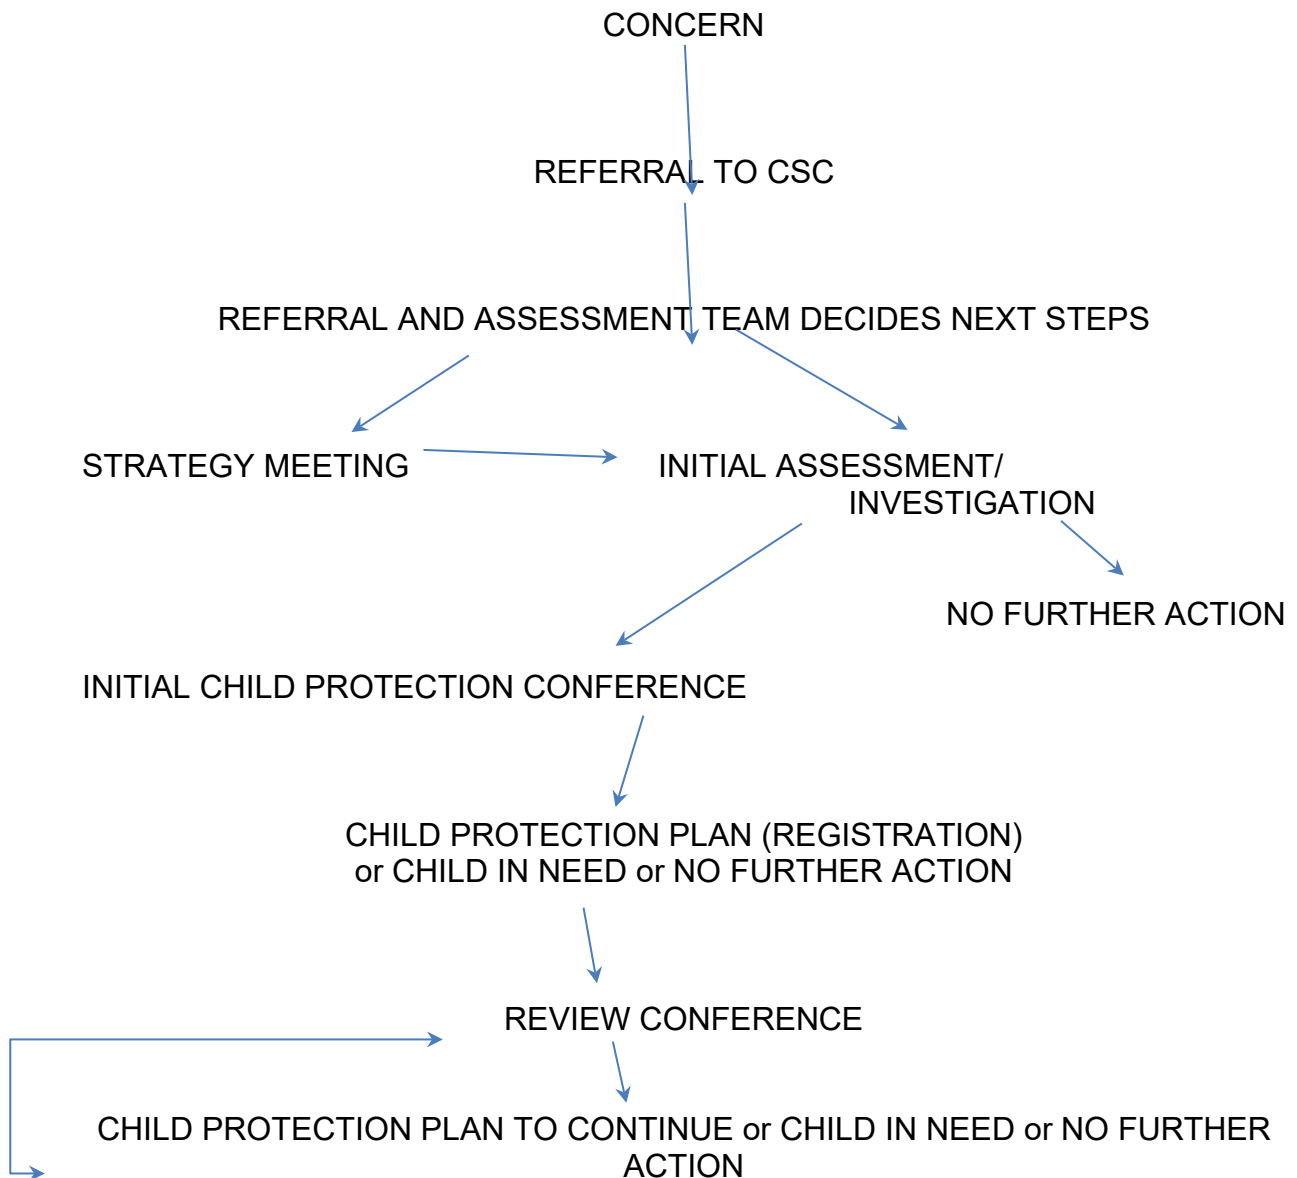 CONCERN
REFERRAL TO CSC
REFERRAL AND ASSESSMENT TEAM DECIDES NEXT STEPS
STRATEGY MEETING
INITIAL ASSESSMENT/
INVESTIGATION
NO FURTHER ACTION
INITIAL CHILD PROTECTION CONFERENCE
CHILD PROTECTION PLAN (REGISTRATION)
or CHILD IN NEED or NO FURTHER ACTION
REVIEW CONFERENCE
CHILD PROTECTION PLAN TO CONTINUE or CHILD IN NEED or NO FURTHER
ACTION